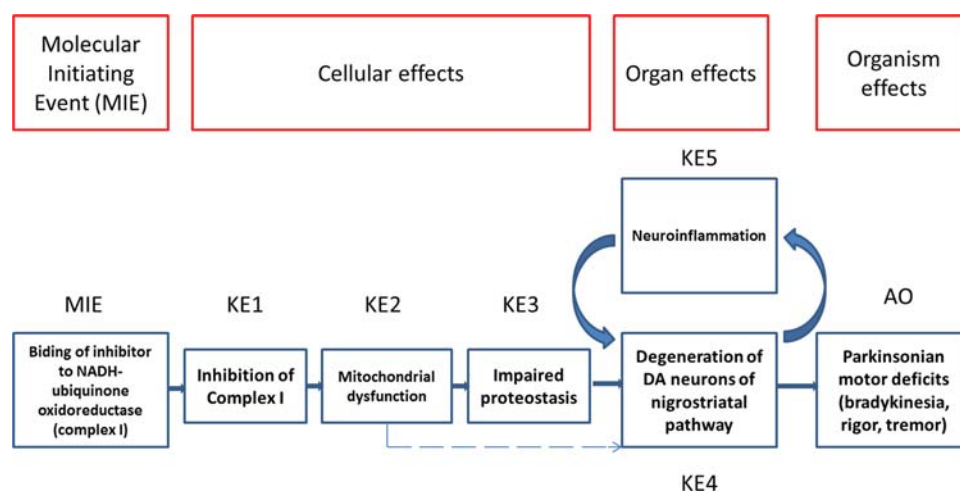 Molecular
Initiating
Event (MIE)
Cellular effects
Organ effects
Organism
effects
KE5
Neuroinflammation
MIE
KE1
KE2
KE3
AO
Biding of inhibitor
to NADH-
ubiquinone
oxidoreductase
(complex I)
Inhibition of
Complex I
Mitochondrial
dysfunction
Impaired
proteostasis
Degeneration of
DA neurons of
nigrostriatal
pathway
Parkinsonian
motor deficits
(bradykinesia,
rigor, tremor)
KE4